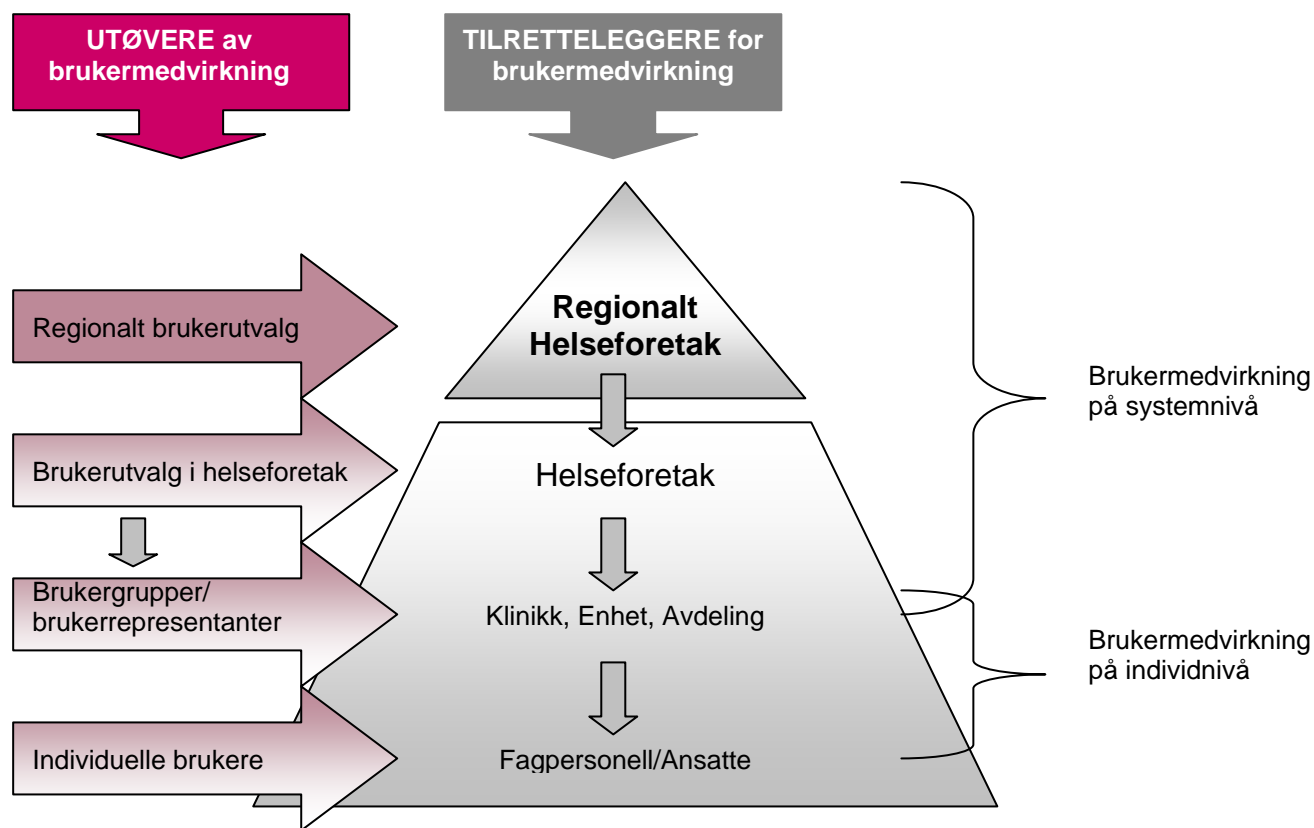 UTØVERE av
brukermedvirkning
TILRETTELEGGERE for
brukermedvirkning
Regionalt brukerutvalg
Regionalt
Helseforetak
Brukermedvirkning
på systemnivå
Brukerutvalg i helseforetak
Helseforetak
Brukergrupper/
brukerrepresentanter
Klinikk, Enhet, Avdeling
Brukermedvirkning
på individnivå
Individuelle brukere
Fagpersonell/Ansatte